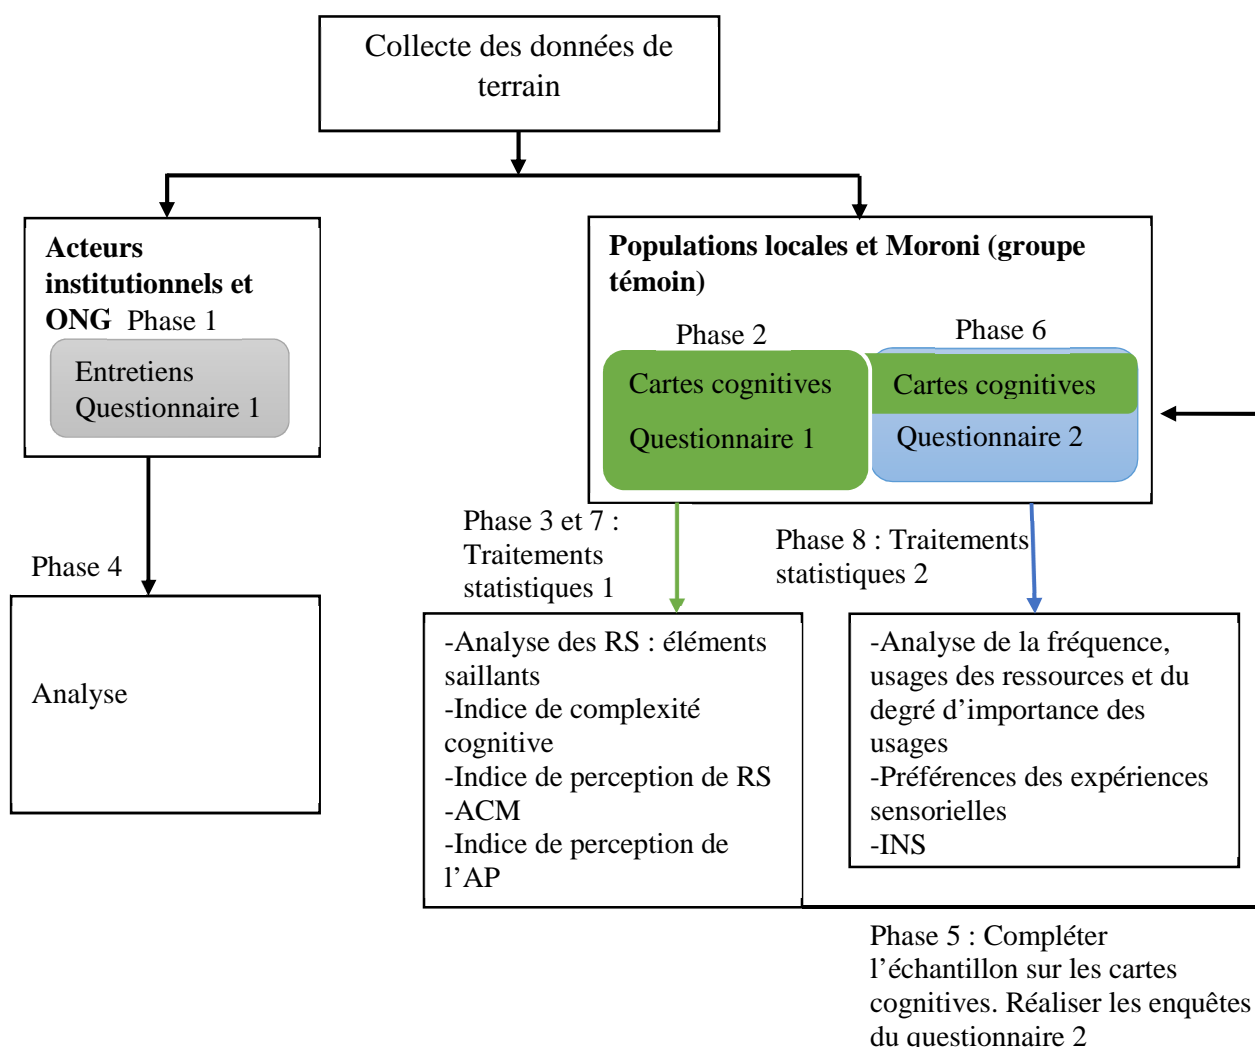 Collecte des données de
terrain
Acteurs
institutionnels et
ONG Phase 1
Entretiens
Questionnaire 1
Populations locales et Moroni (groupe
témoin)
Phase 2
Cartes cognitives
Questionnaire 1
Phase 6
Cartes cognitives
Questionnaire 2
Phase 4
Analyse
Phase 3 et 7 :
Traitements
statistiques 1
Phase 8 : Traitements
statistiques 2
-Analyse des RS : éléments
saillants
-Indice de complexité
cognitive
-Indice de perception de RS
-ACM
-Indice de perception de
l’AP
-Analyse de la fréquence,
usages des ressources et du
degré d’importance des
usages
-Préférences des expériences
sensorielles
-INS
Phase 5 : Compléter
l’échantillon sur les cartes
cognitives. Réaliser les enquêtes
du questionnaire 2